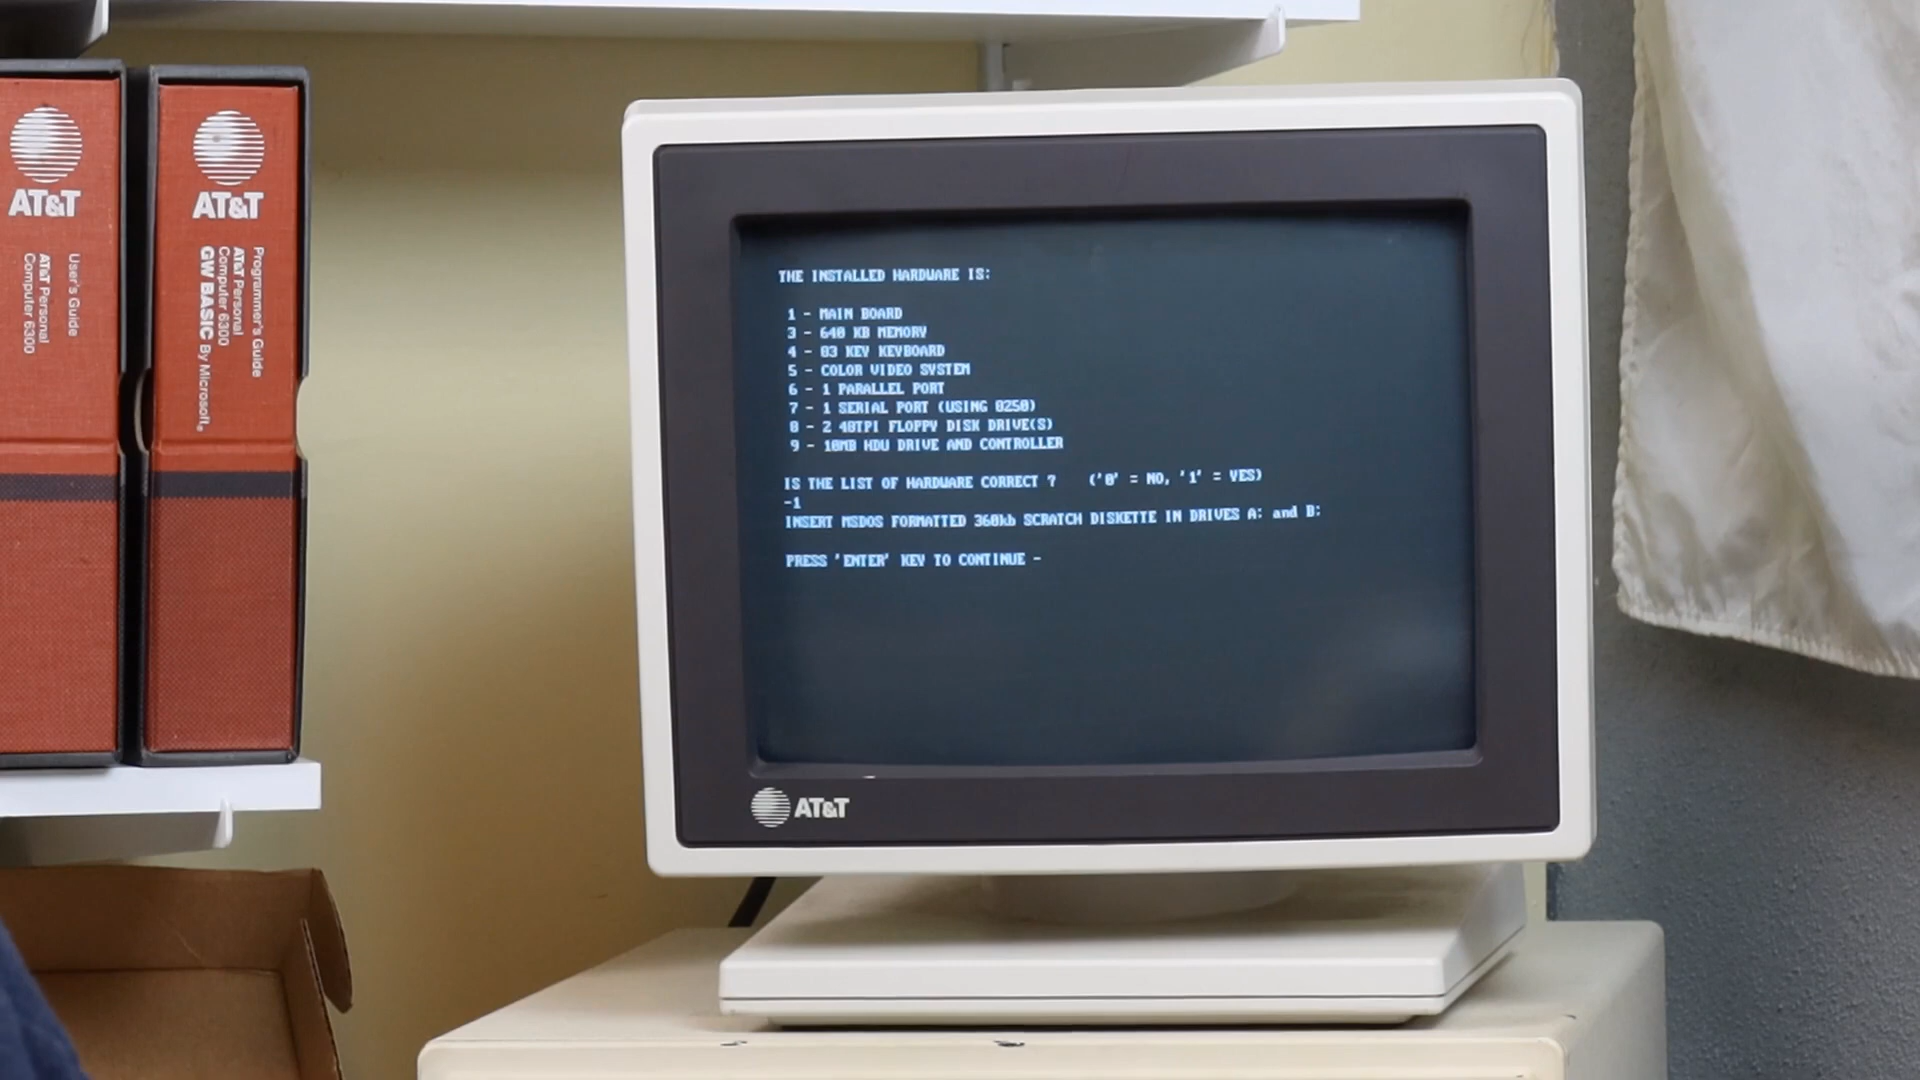 AT&T
User's Guide
AT&T Personal
Computer 6300
AT&T
Programmer's Guide
AT&T Personal
Computer 6300
GW BASIC By Microsoft®
THE INSTALLED HARDWARE IS:
1 - MAIN BOARD
3 - 640 KB MEMORY
4 - 83 KEY KEYBOARD
5 - COLOR VIDEO SYSTEM
6 - 1 PARALLEL PORT
7 - 1 SERIAL PORT (USING 8250)
8 - 2 48TPI FLOPPY DISK DRIVE(S)
9 - 10MB HDU DRIVE AND CONTROLLER
IS THE LIST OF HARDWARE CORRECT ? ('0' = NO, '1' = YES)
-1
INSERT MSDOS FORMATTED 360kb SCRATCH DISKETTE IN DRIVES A: and B:
PRESS 'ENTER' KEY TO CONTINUE -
AT&T